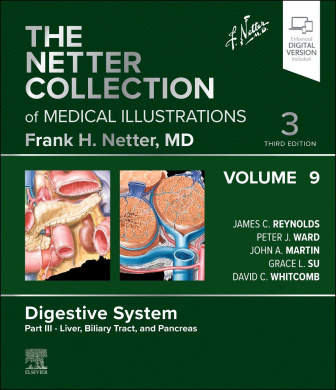 THE
NETTER
COLLECTION
of MEDICAL ILLUSTRATIONS
Frank H. Netter, MD
Enhanced
DIGITAL
VERSION
Included
3
THIRD EDITION
VOLUME 9
JAMES C. REYNOLDS
PETER J. WARD
JOHN A. MARTIN
GRACE L. SU
DAVID C. WHITCOMB
Digestive System
Part III - Liver, Biliary Tract, and Pancreas
ELSEVIER